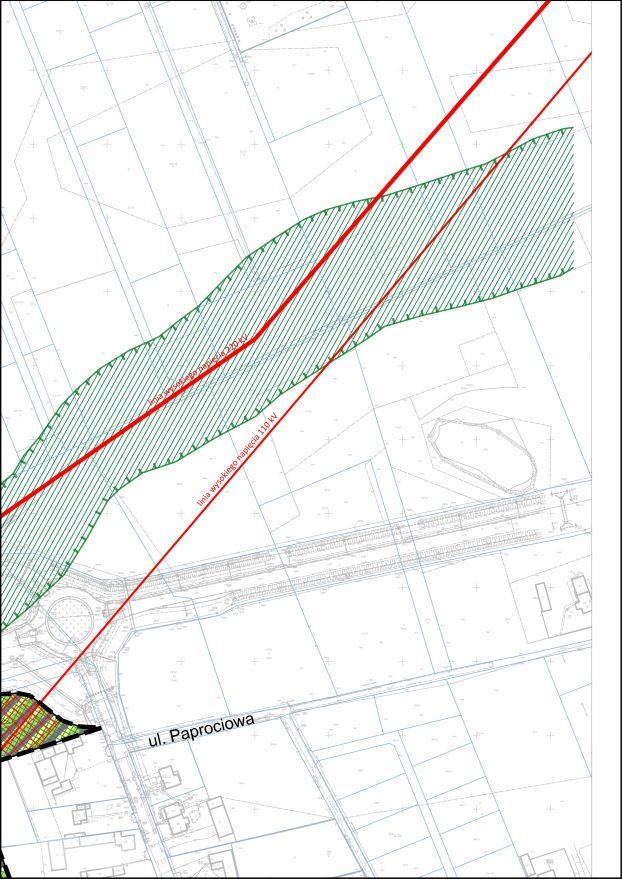 linia wysokiego napięcia 220 kV
linia wysokiego napięcia 110 kV
ul. Paprociowa